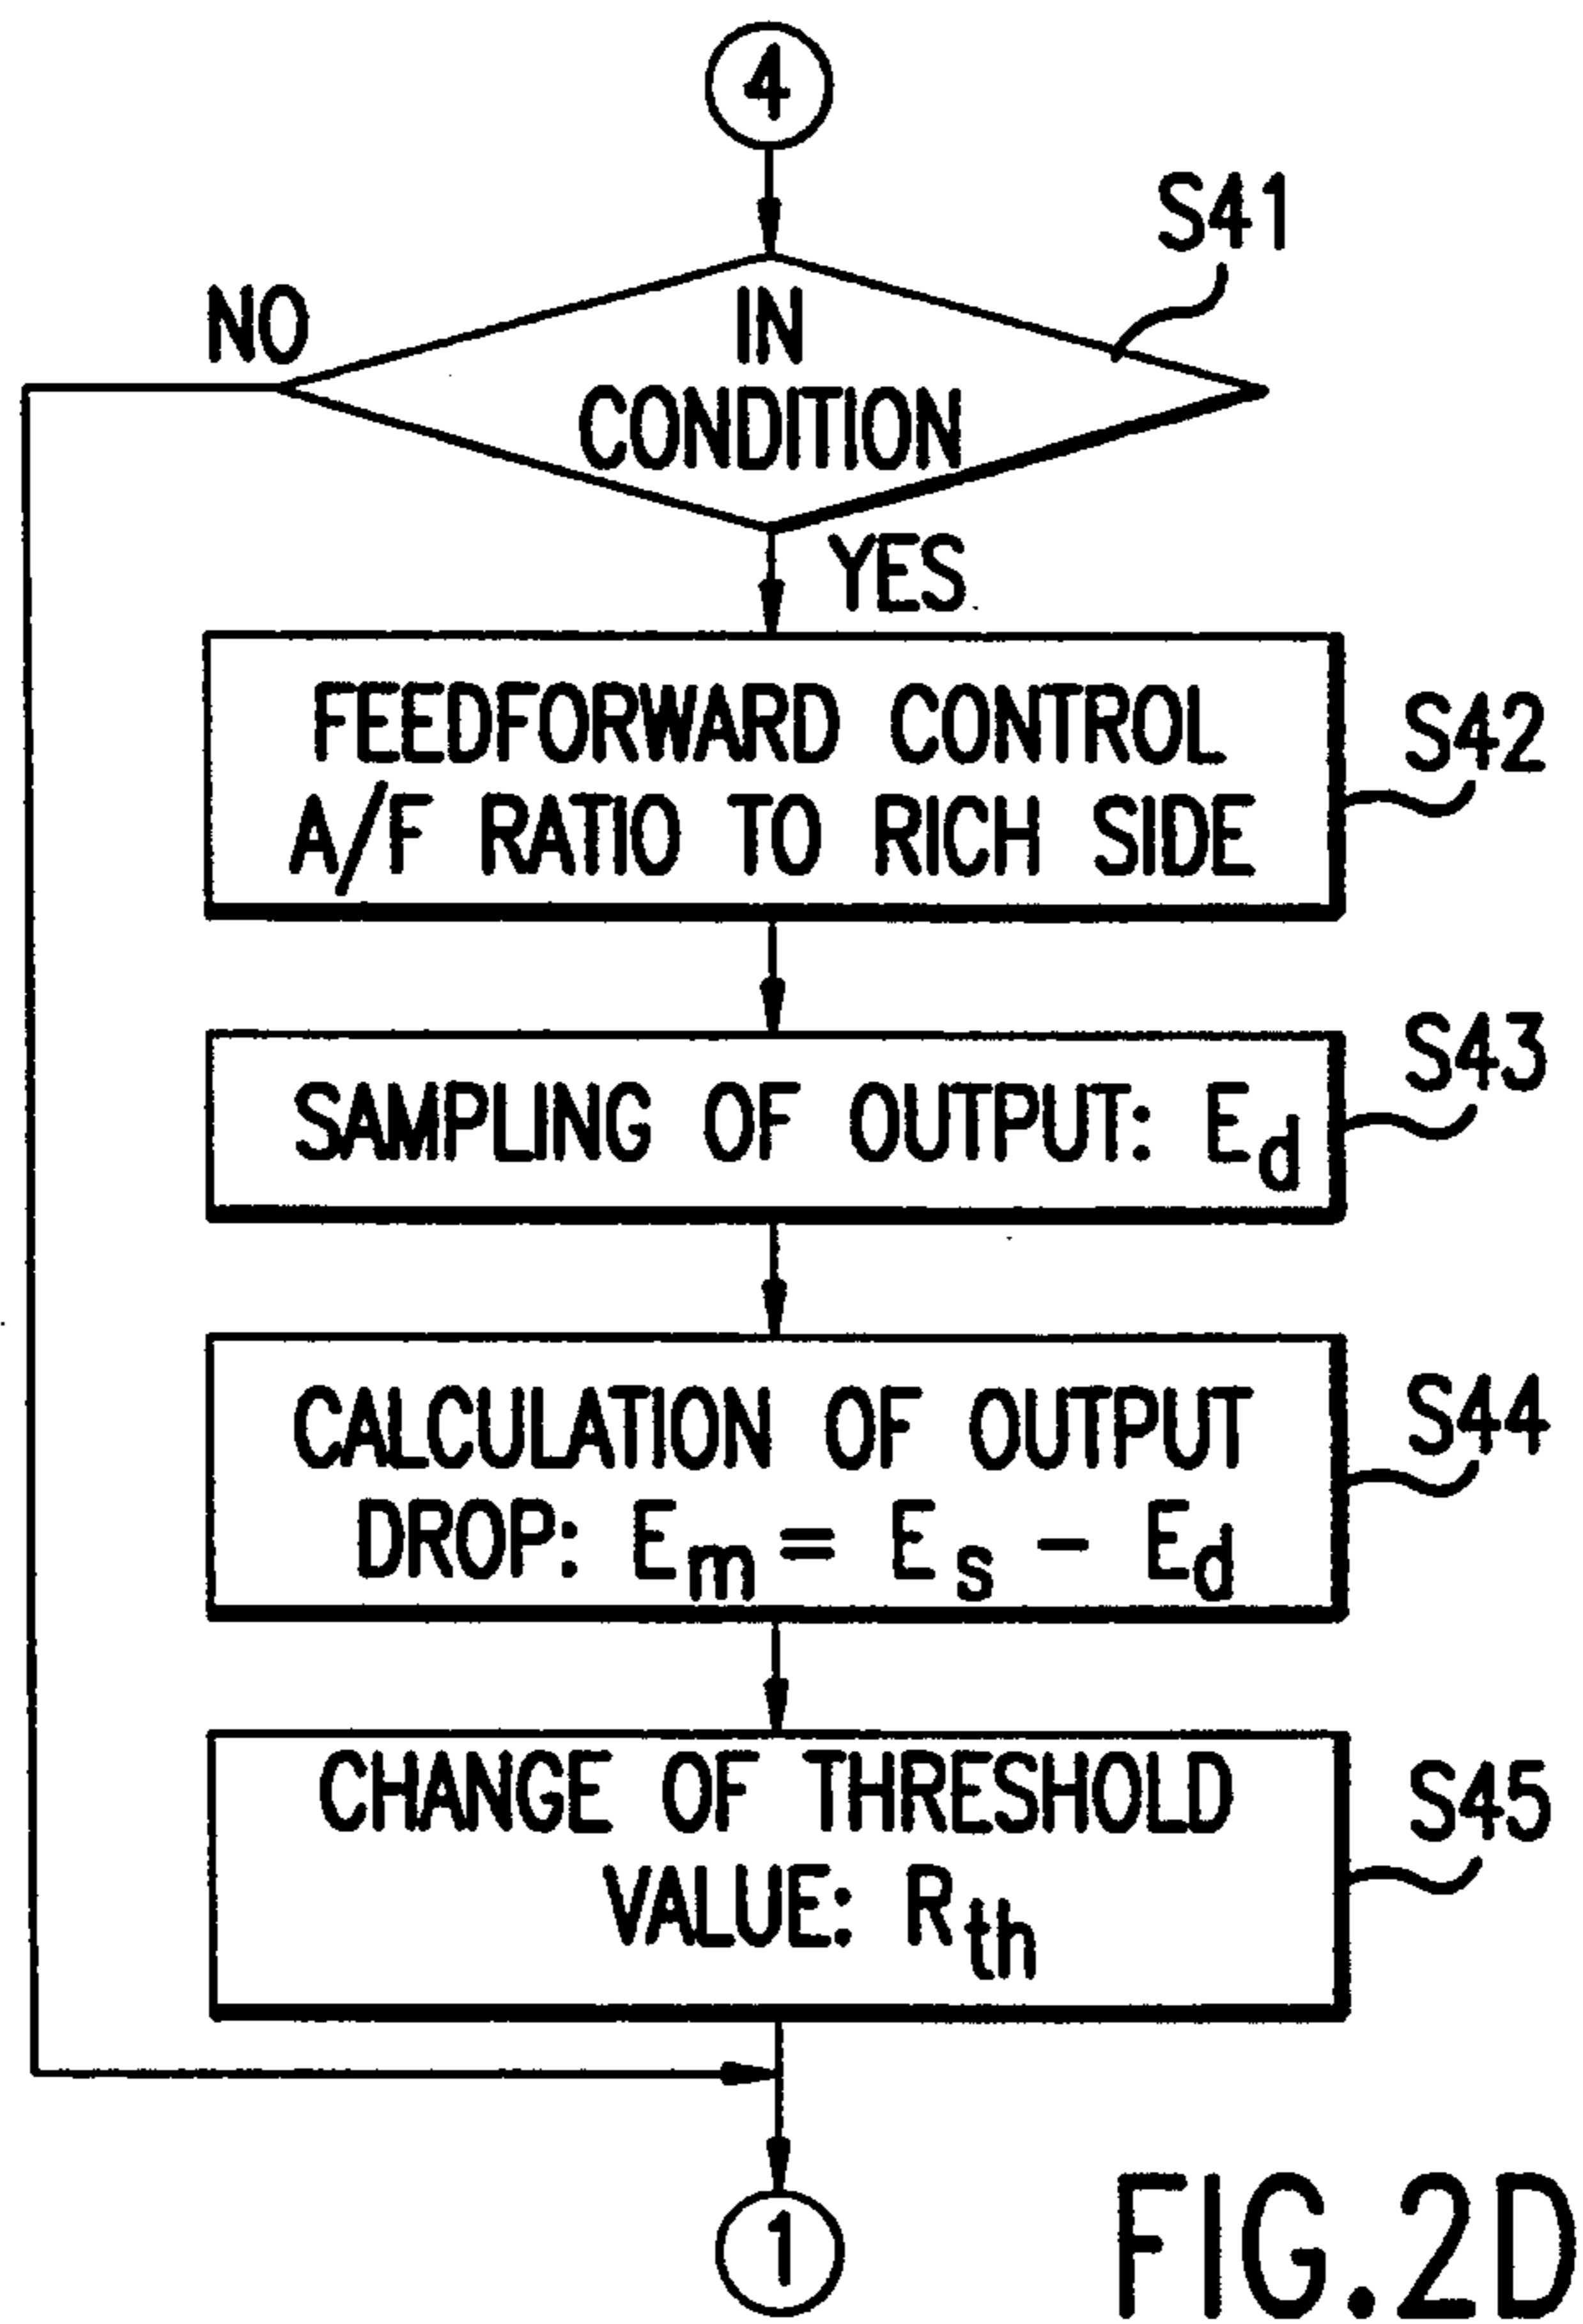 4
S41
NO
IN
CONDITION
YES
FEEDFORWARD CONTROL
A/F RATIO TO RICH SIDE
S42
SAMPLING OF OUTPUT: Ed
S43
CALCULATION OF OUTPUT
DROP: Em = Es - Ed
S44
CHANGE OF THRESHOLD
VALUE: Rth
S45
1
FIG.2D